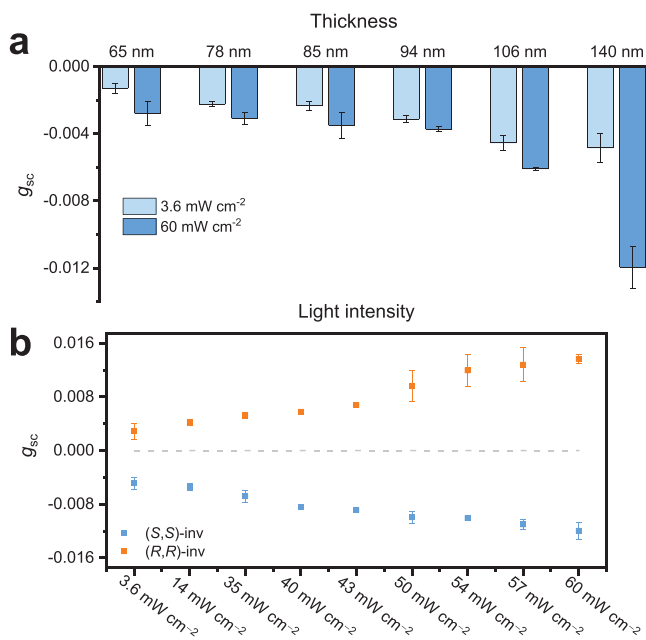 Thickness
a
65 nm 78 nm 85 nm 94 nm 106 nm 140 nm
0.000
-0.004
-0.008
-0.012
gsc
3.6 mW cm⁻²
60 mW cm⁻²
Light intensity
b
0.016
0.008
0.000
-0.008
-0.016
gsc
(S,S)-inv
(R,R)-inv
3.6 mW cm⁻² 14 mW cm⁻² 35 mW cm⁻² 40 mW cm⁻² 43 mW cm⁻² 50 mW cm⁻² 54 mW cm⁻² 57 mW cm⁻² 60 mW cm⁻²